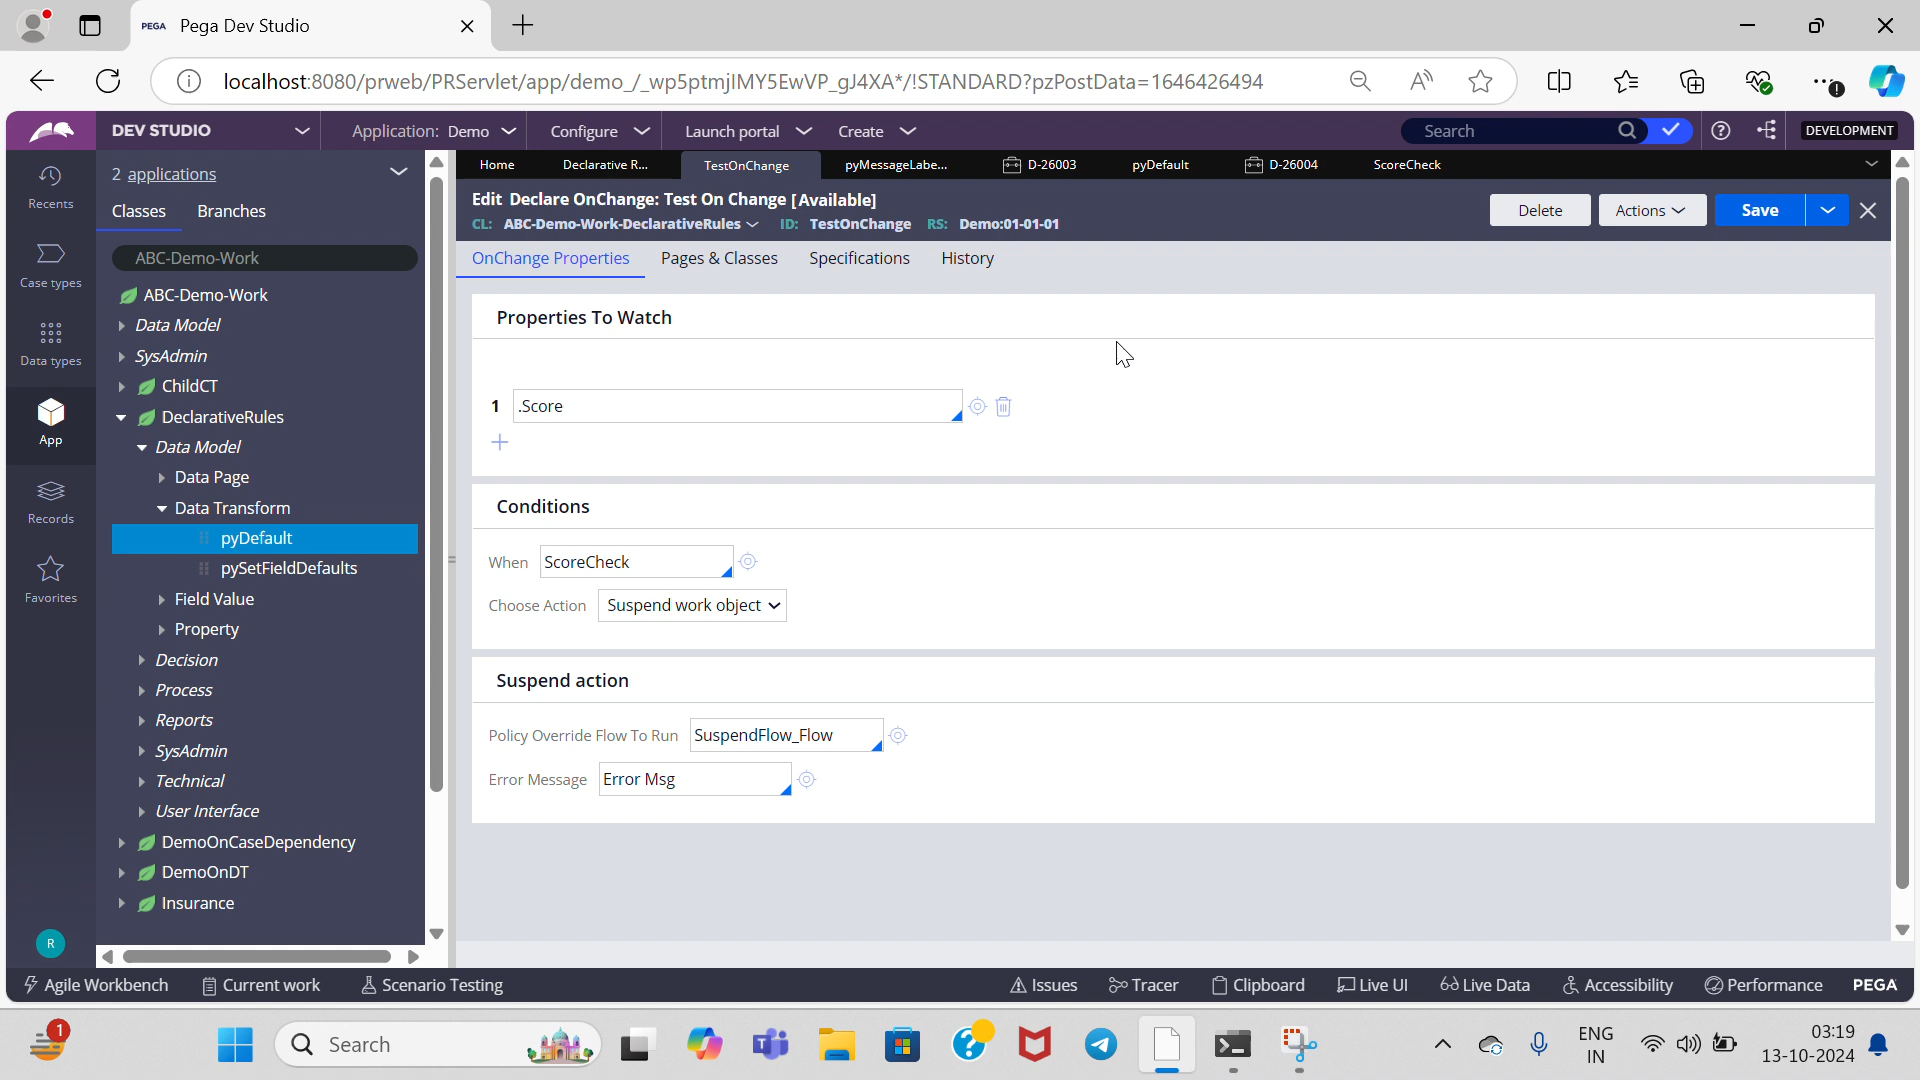 PEGA Pega Dev Studio
localhost:8080/prweb/PRServlet/app/demo_/_wp5ptmjIMY5EwVP_gJ4XA*/!STANDARD?pzPostData=1646426494
DEV STUDIO Application: Demo Configure Launch portal Create Search DEVELOPMENT
Recents
Case types
Data types
App
Records
Favorites
R
2 applications
Classes Branches
ABC-Demo-Work
ABC-Demo-Work
Data Model
SysAdmin
ChildCT
DeclarativeRules
Data Model
Data Page
Data Transform
pyDefault
pySetFieldDefaults
Field Value
Property
Decision
Process
Reports
SysAdmin
Technical
User Interface
DemoOnCaseDependency
DemoOnDT
Insurance
Home Declarative R... TestOnChange pyMessageLabe... D-26003 pyDefault D-26004 ScoreCheck
Edit Declare OnChange: Test On Change [Available]
CL: ABC-Demo-Work-DeclarativeRules ID: TestOnChange RS: Demo:01-01-01
Delete Actions Save
OnChange Properties Pages & Classes Specifications History
Properties To Watch
1 .Score
Conditions
When ScoreCheck
Choose Action Suspend work object
Suspend action
Policy Override Flow To Run SuspendFlow_Flow
Error Message Error Msg
Agile Workbench Current work Scenario Testing Issues Tracer Clipboard Live UI Live Data Accessibility Performance PEGA
1 Search ENG 03:19
IN 13-10-2024